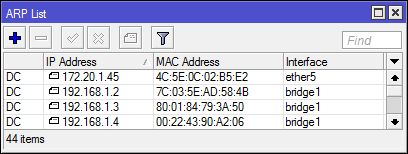 ARP List
Find
IP Address MAC Address Interface
DC 172.20.1.45 4C:5E:0C:02:B5:E2 ether5
DC 192.168.1.2 7C:03:5E:AD:58:4B bridge1
DC 192.168.1.3 80:01:84:79:3A:50 bridge1
DC 192.168.1.4 00:22:43:90:A2:06 bridge1
44 items